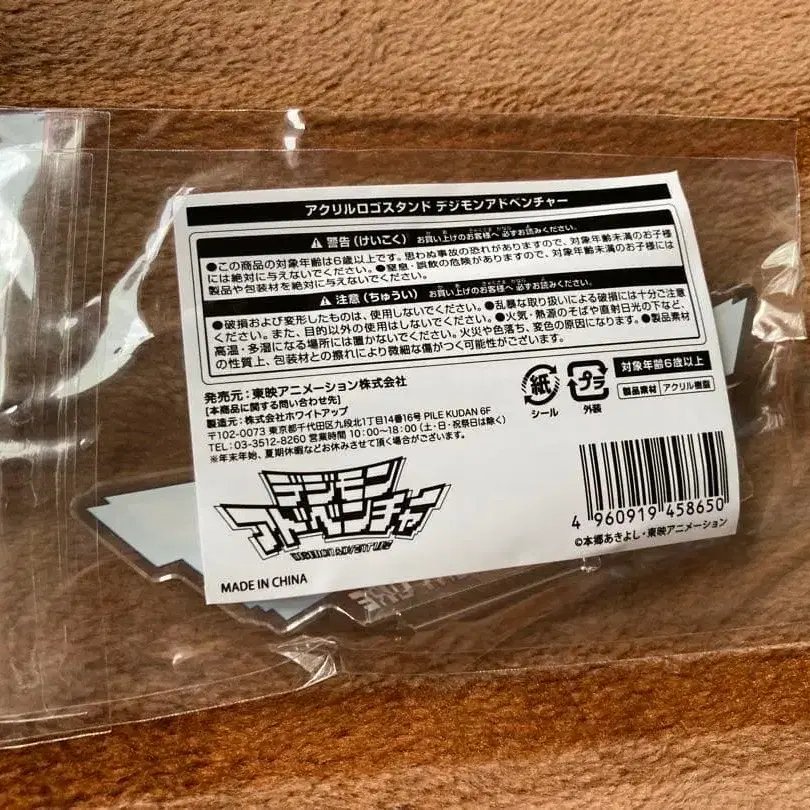 アクリルロゴスタンド デジモンアドベンチャー
警告(けいこく) お買い上げのお客様へ 必ずお読みください。
●この商品の対象年齢は6歳以上です。思わぬ事故の恐れがありますので、対象年齢未満のお子様
には絶対に与えないでください。●窒息・誤飲の危険がありますので、対象年齢未満のお子様には
製品や包装材を絶対に与えないでください。
注意(ちゅうい) お買い上げのお客様へ 必ずお読みください。
●破損および変形したものは、使用しないでください。●乱暴な取り扱いによる破損には十分ご注意
ください。また、目的以外の使用はしないでください。●火気・熱源のそばや直射日光の下など、
高温・多湿になる場所には置かないでください。火災や色落ち、変色の原因になります。●製品素材
の性質上、包装材との擦れにより微細な傷がつく可能性がございます。
発売元:東映アニメーション株式会社
[本商品に関する問い合わせ先]
製造元:株式会社ホワイトアップ
〒102-0073 東京都千代田区九段北1丁目14番16号 PILE KUDAN 6F
TEL:03-3512-8260 営業時間 10:00〜18:00(土・日・祝祭日は除く)
※年末年始、夏期休暇などお休みさせて頂く場合がございます。
紙
シール
プラ
外装
対象年齢6歳以上
製品素材 アクリル樹脂
デジモン
アドベンチャー
DIGIMON ADVENTURE
4 960919 458650
©本郷あきよし・東映アニメーション
MADE IN CHINA